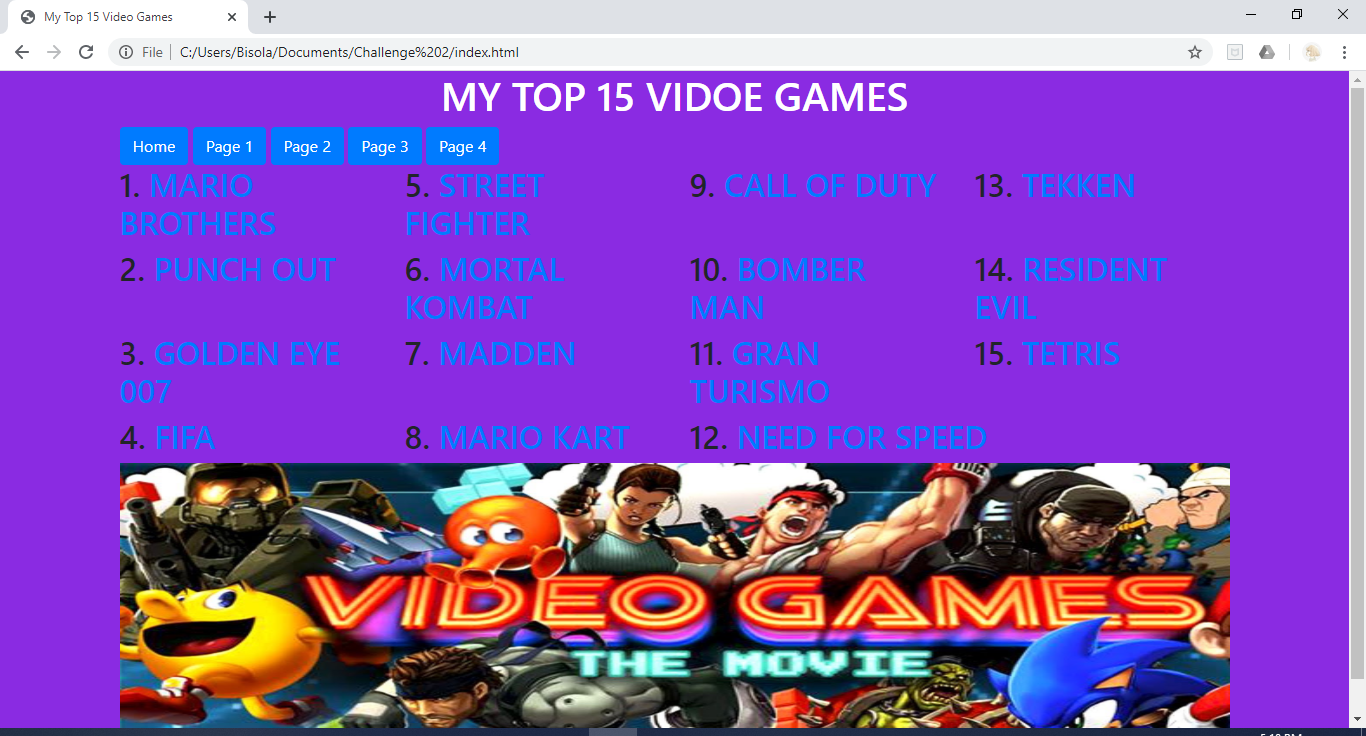 My Top 15 Video Games
File
C:/Users/Bisola/Documents/Challenge%202/index.html
MY TOP 15 VIDOE GAMES
Home Page 1 Page 2 Page 3 Page 4
1. MARIO
BROTHERS
5. STREET
FIGHTER
9. CALL OF DUTY
13. TEKKEN
2. PUNCH OUT
6. MORTAL
KOMBAT
10. BOMBER
MAN
14. RESIDENT
EVIL
3. GOLDEN EYE
007
7. MADDEN
11. GRAN
TURISMO
15. TETRIS
4. FIFA
8. MARIO KART
12. NEED FOR SPEED
VIDEO GAMES
THE MOVIE